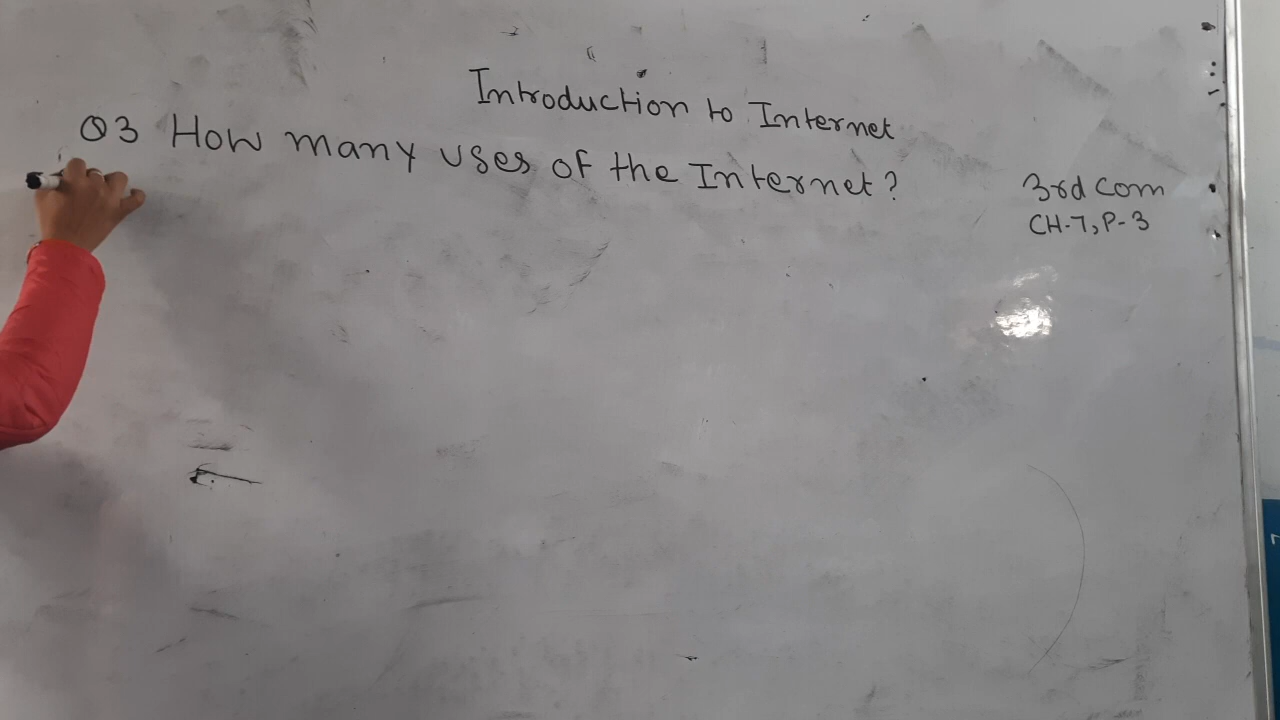 Introduction to Internet
Q3 How many uses of the Internet?
3rd Com
CH-7, P-3